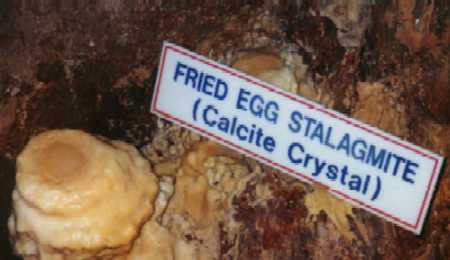 FRIED EGG STALAGMITE
(Calcite Crystal)